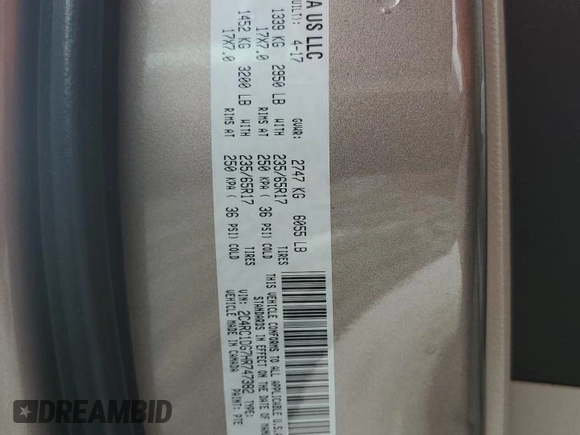 A US LLC
UILT): 4-17
GVWR: 2747 KG 6055 LB
1339 KG 2950 LB WITH TIRES
17X7.0 RIMS AT 235/65R17 250 KPA ( 36 PSI) COLD
1452 KG 3200 LB WITH TIRES
17X7.0 RIMS AT 235/65R17 250 KPA ( 36 PSI) COLD
THIS VEHICLE CONFORMS TO ALL APPLICABLE U.S.A
STANDARDS IN EFFECT ON THE DATE OF MANU
VIN: 2C4RC1DG7HR747382 TYPE:
VEHICLE MADE IN CANADA PAINT: PTE
DREAMBID